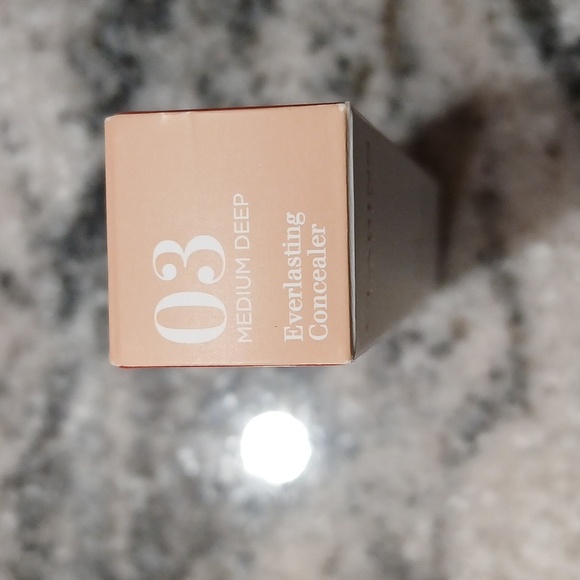 03
MEDIUM DEEP
Everlasting
Concealer